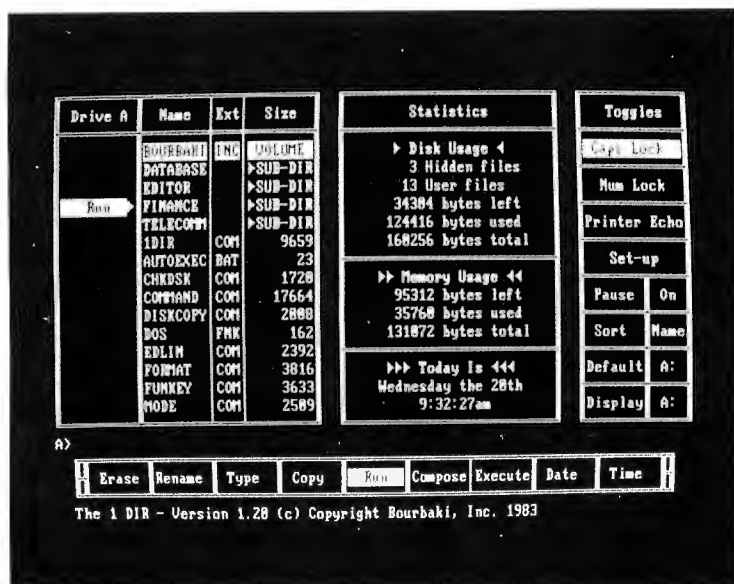 Drive A Name Ext Size
BOURBAKI INC VOLUME
DATABASE ▶SUB-DIR
EDITOR ▶SUB-DIR
Run FINANCE ▶SUB-DIR
TELECOMM ▶SUB-DIR
1DIR COM 9659
AUTOEXEC BAT 23
CHKDSK COM 1720
COMMAND COM 17664
DISKCOPY COM 2008
DOS FMK 162
EDLIN COM 2392
FORMAT COM 3816
FUNKEY COM 3633
MODE COM 2509
Statistics
▶ Disk Usage ◀
3 Hidden files
13 User files
34304 bytes left
124416 bytes used
160256 bytes total
▶▶ Memory Usage ◀◀
95312 bytes left
35760 bytes used
131072 bytes total
▶▶▶ Today Is ◀◀◀
Wednesday the 20th
9:32:27am
Toggles
Caps Lock
Num Lock
Printer Echo
Set-up
Pause On
Sort Name
Default A:
Display A:
A>
Erase Rename Type Copy Run Compose Execute Date Time
The 1 DIR - Version 1.20 (c) Copyright Bourbaki, Inc. 1983